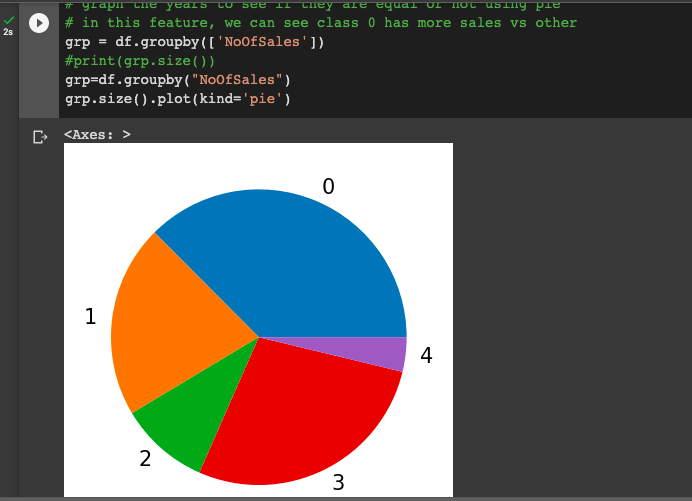 # graph the years to see if they are equal or not using pie
# in this feature, we can see class 0 has more sales vs other
grp = df.groupby(['NoOfSales'])
#print(grp.size())
grp=df.groupby("NoOfSales")
grp.size().plot(kind='pie')
2s
<Axes: >
0
1
4
2
3